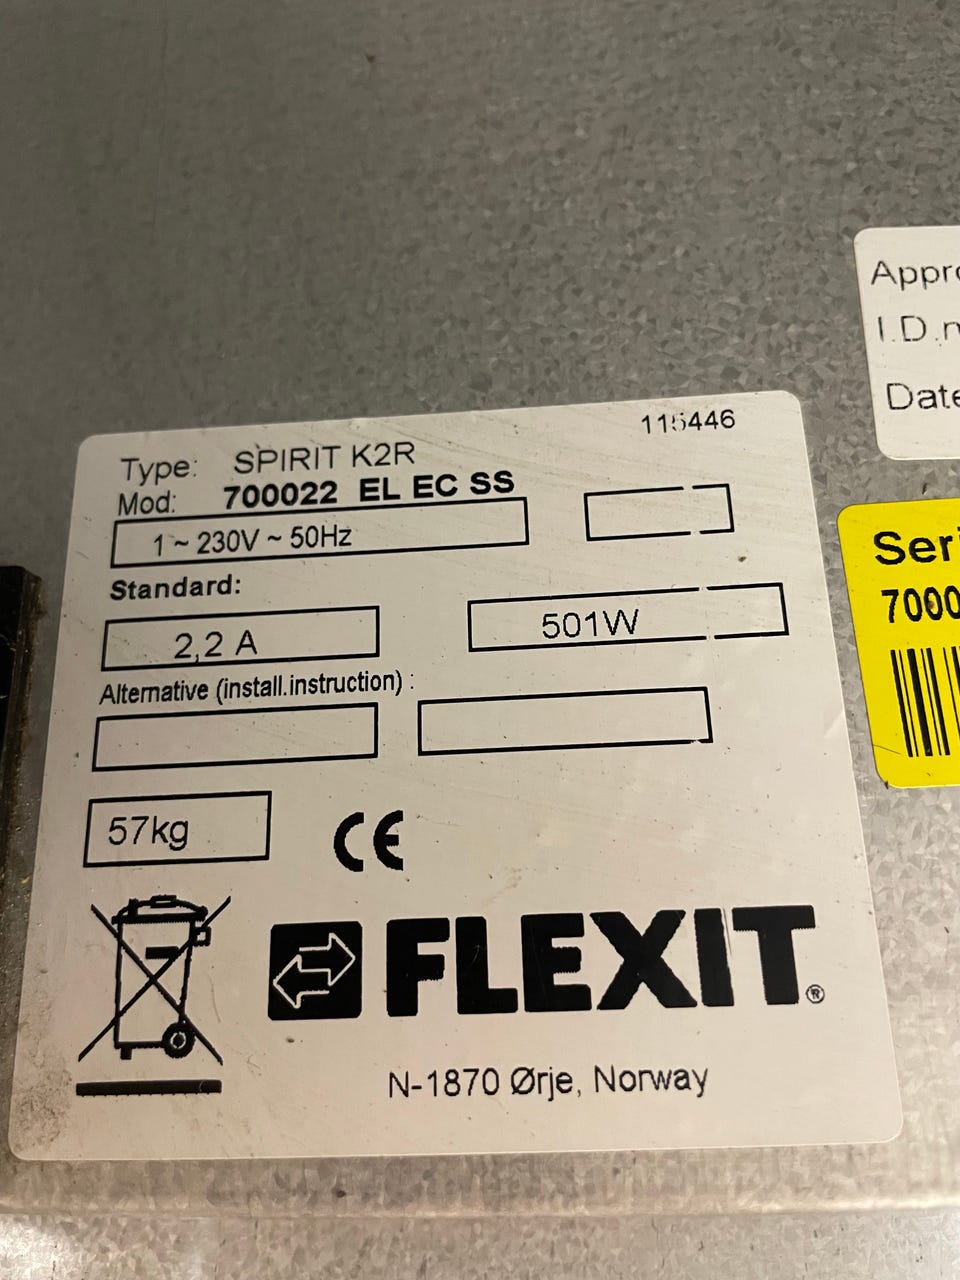 115446
Type: SPIRIT K2R
Mod: 700022 EL EC SS
1 ~ 230V ~ 50Hz
Standard:
2,2 A 501W
Alternative (install.instruction) :
57kg CE
FLEXIT®
N-1870 Ørje, Norway
I.D.n
Date
Seri
7000